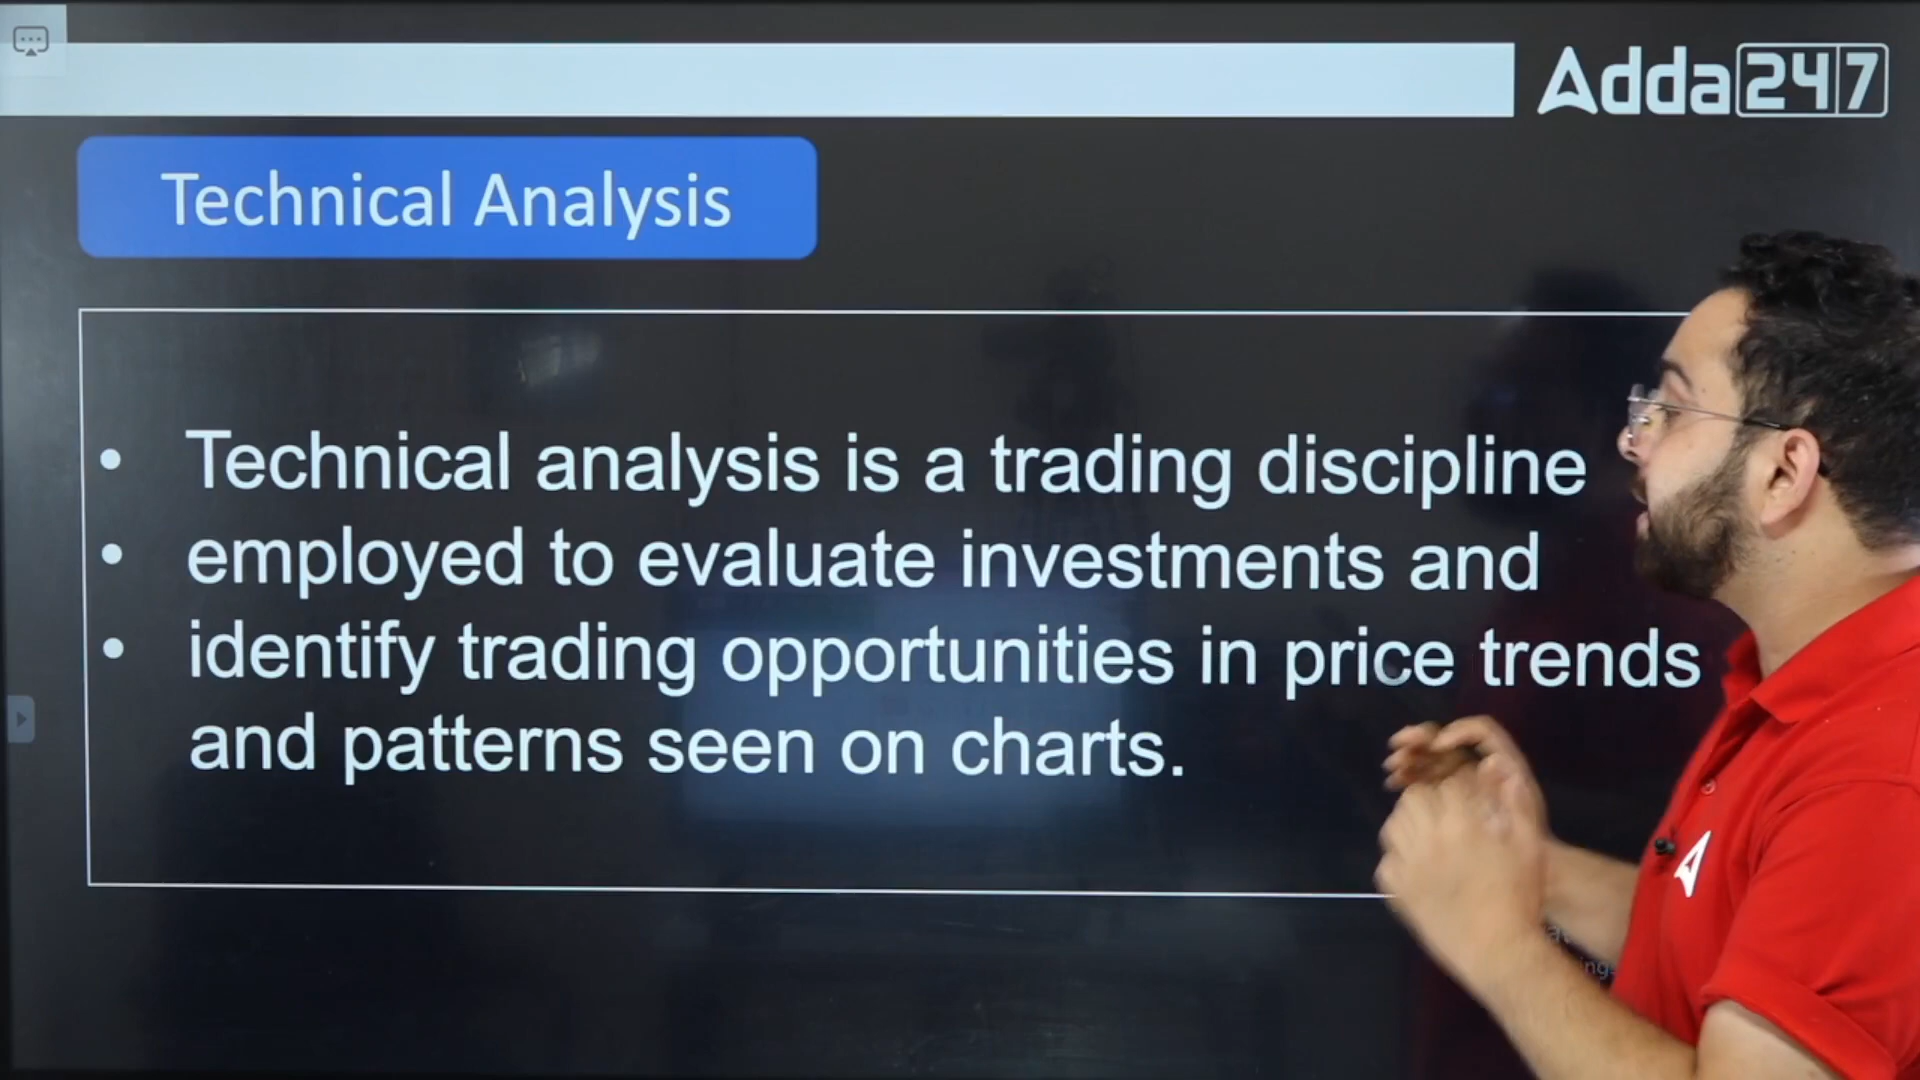 Adda247
Technical Analysis
• Technical analysis is a trading discipline
• employed to evaluate investments and
• identify trading opportunities in price trends
and patterns seen on charts.